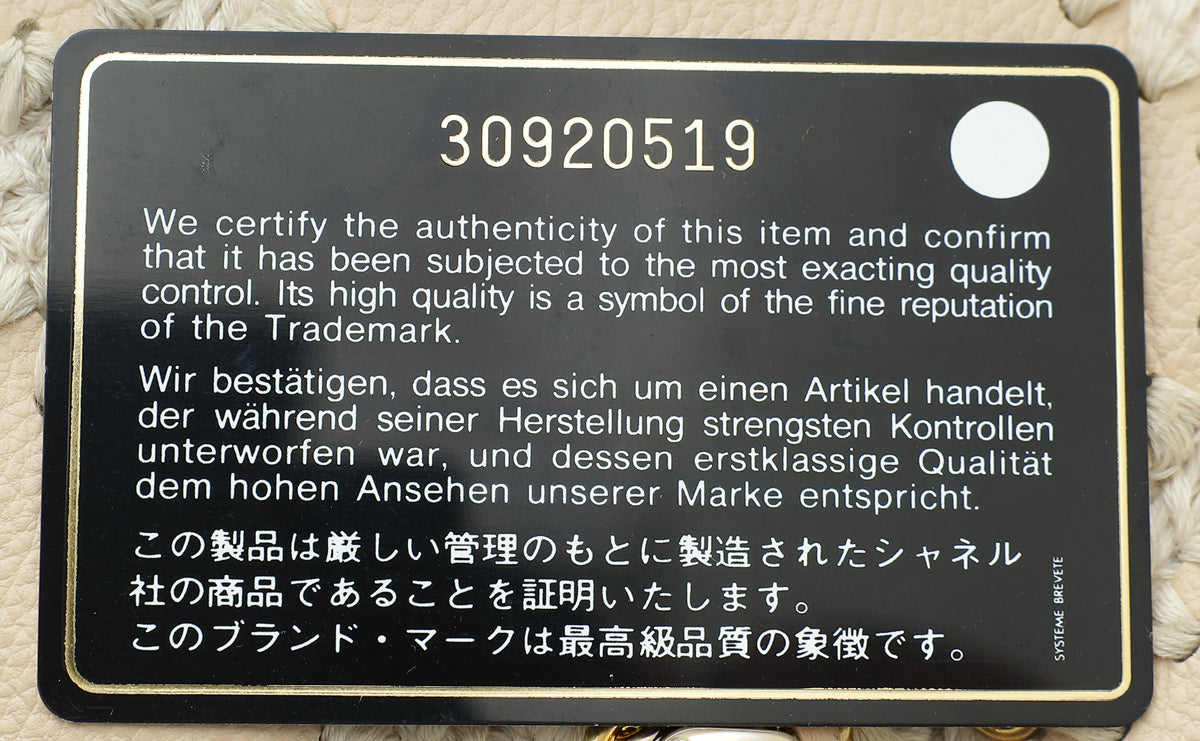 30920519
We certify the authenticity of this item and confirm
that it has been subjected to the most exacting quality
control. Its high quality is a symbol of the fine reputation
of the Trademark.
Wir bestätigen, dass es sich um einen Artikel handelt,
der während seiner Herstellung strengsten Kontrollen
unterworfen war, und dessen erstklassige Qualität
dem hohen Ansehen unserer Marke entspricht.
この製品は厳しい管理のもとに製造されたシャネル
社の商品であることを証明いたします。
このブランド・マークは最高級品質の象徴です。
SYSTEME BREVETE